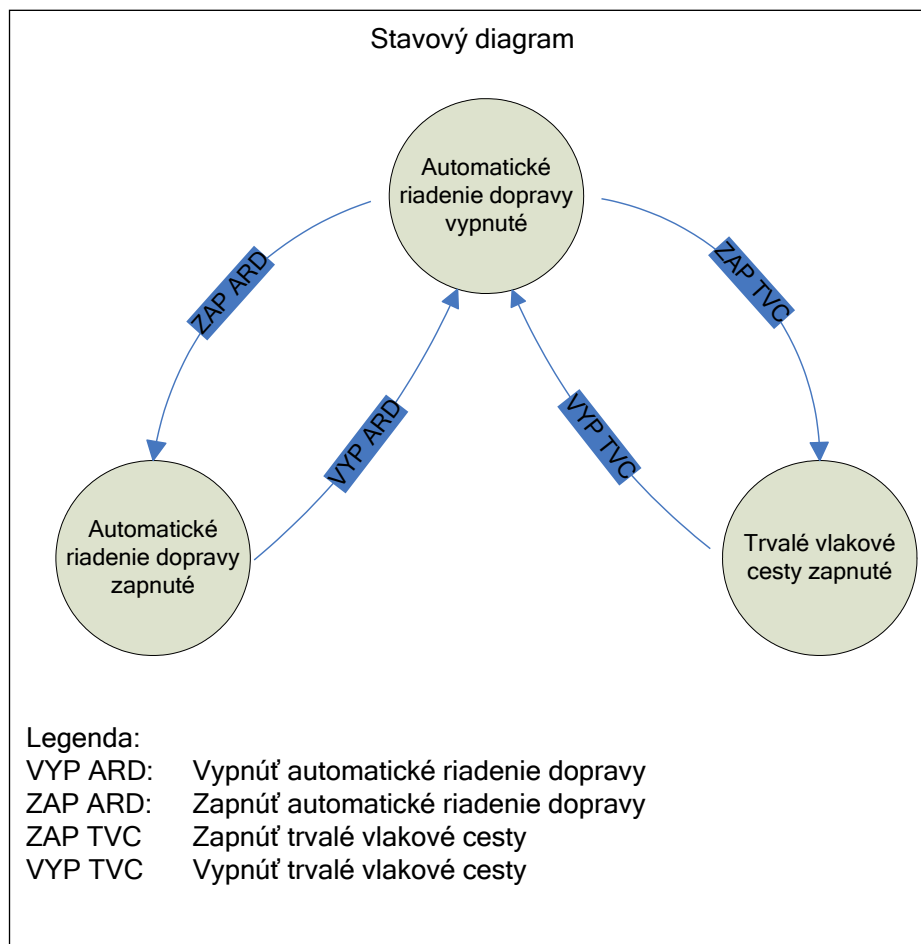 Stavový diagram
Automatické
riadenie dopravy
vypnuté
ZAP ARD
ZAP TVC
VYP ARD
VYP TVC
Automatické
riadenie dopravy
zapnuté
Trvalé vlakové
cesty zapnuté
Legenda:
VYP ARD: Vypnúť automatické riadenie dopravy
ZAP ARD: Zapnúť automatické riadenie dopravy
ZAP TVC Zapnúť trvalé vlakové cesty
VYP TVC Vypnúť trvalé vlakové cesty